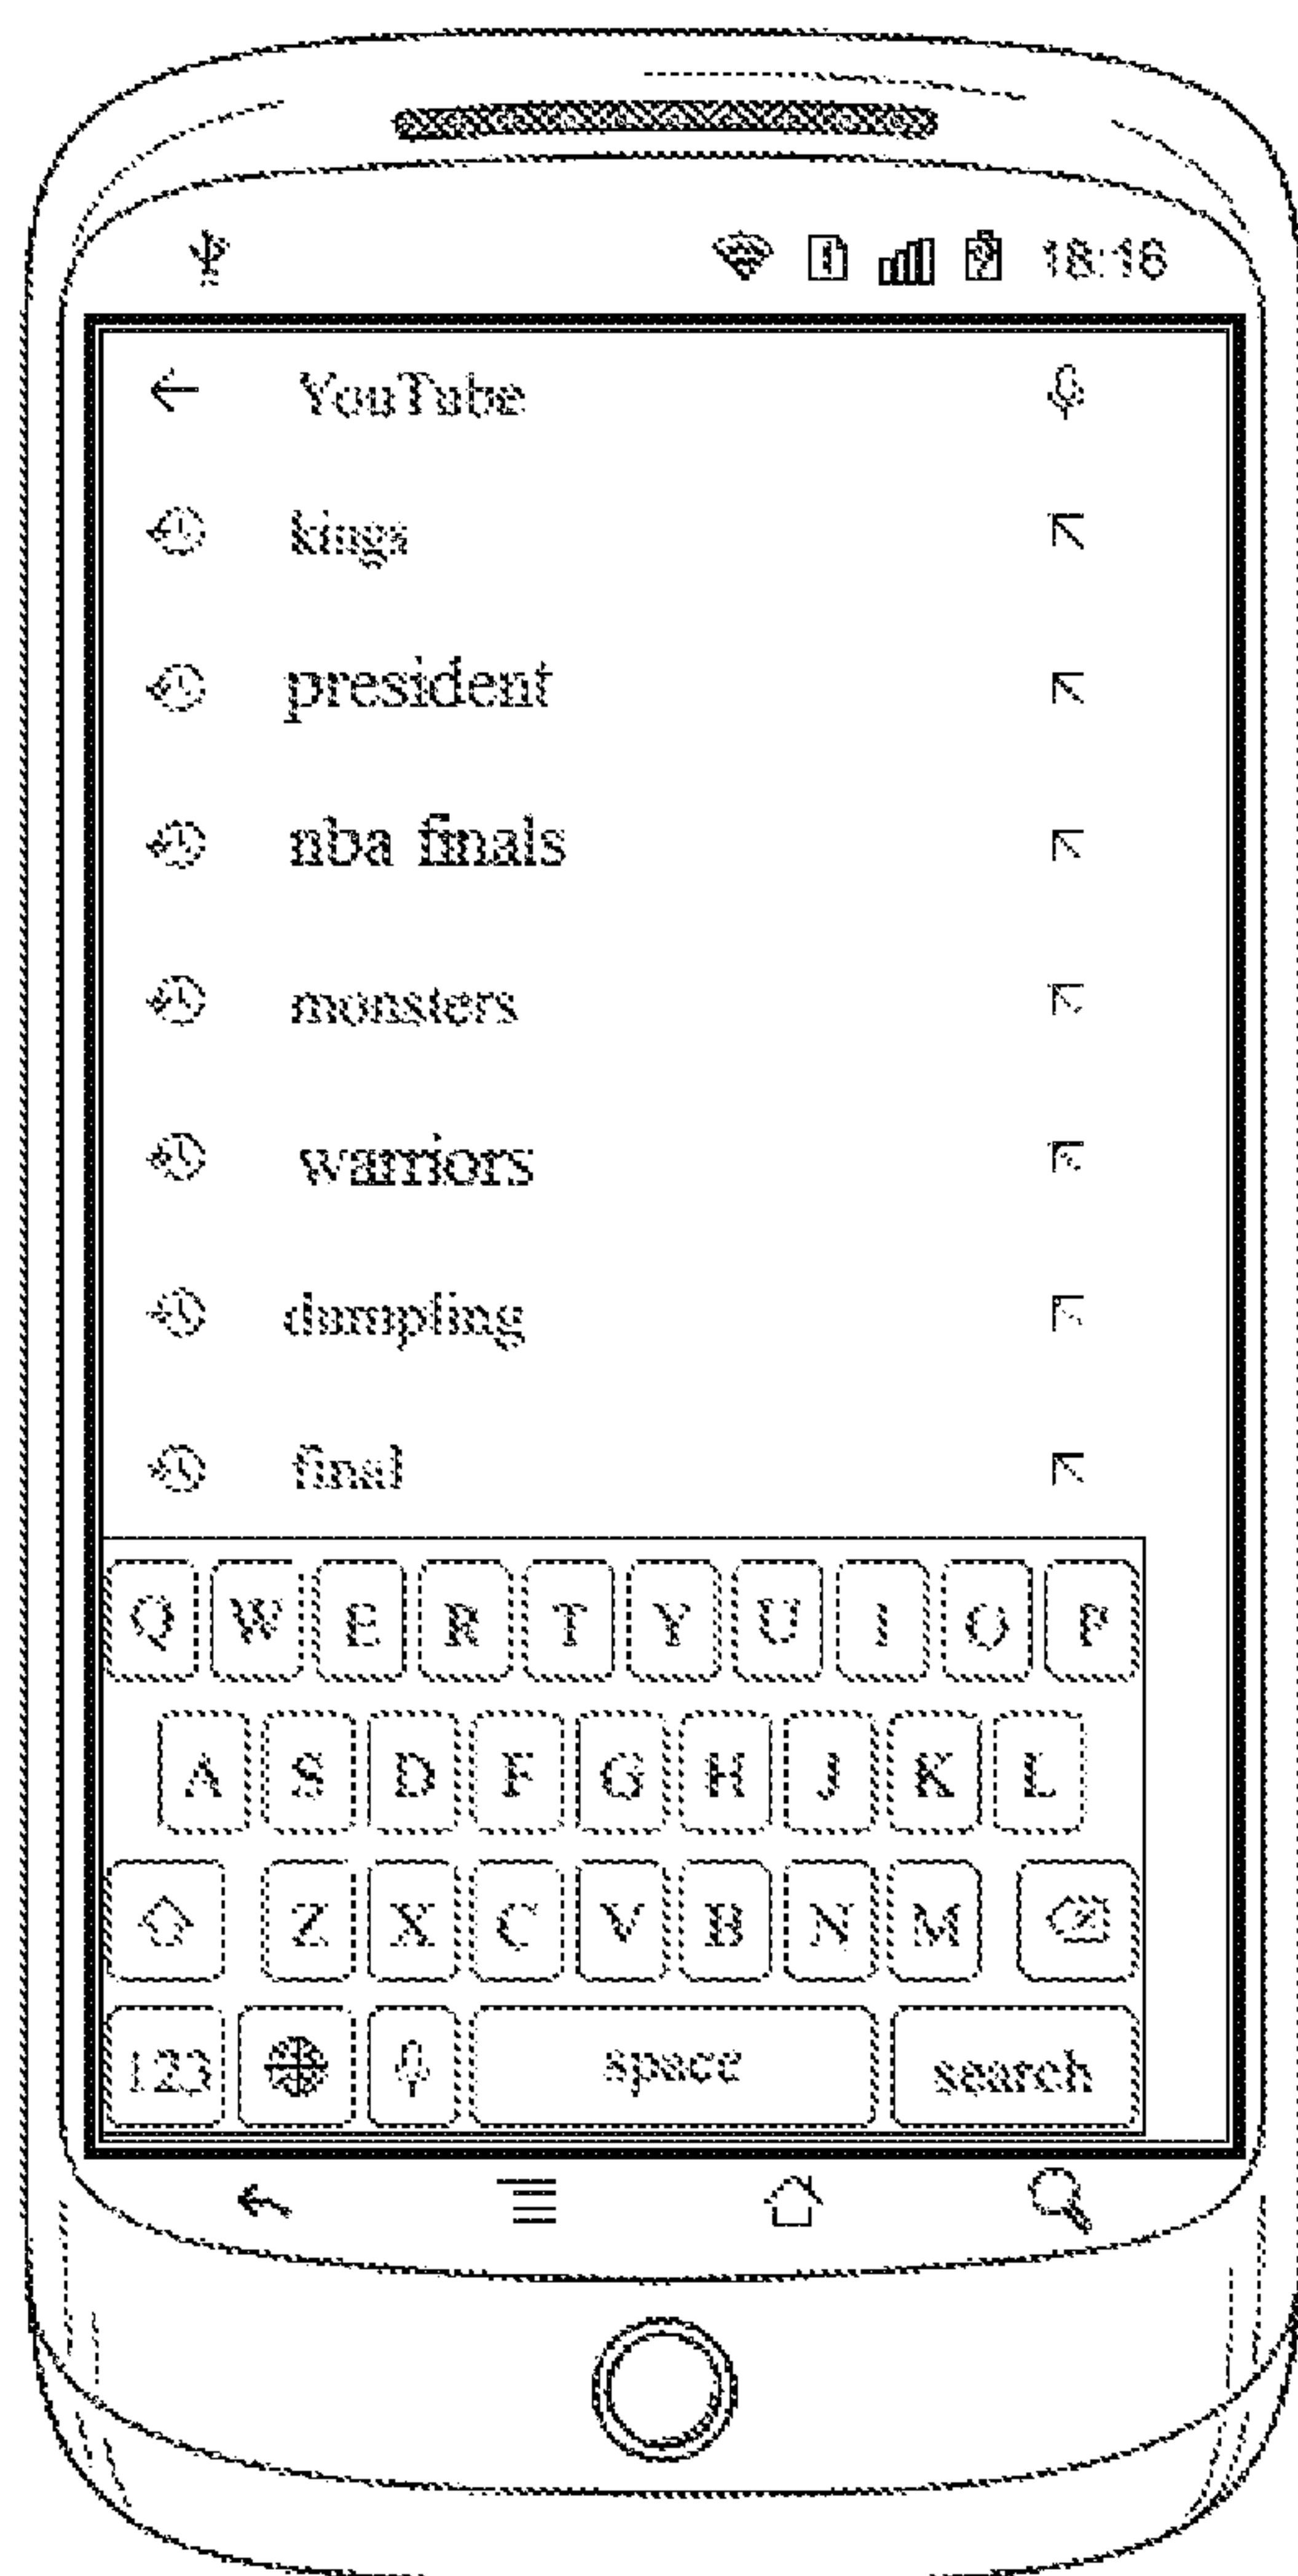 18:16
YouTube
kings
president
nba finals
monsters
warriors
dumpling
final
Q W E R T Y U I O P
A S D F G H J K L
Z X C V B N M
123 space search